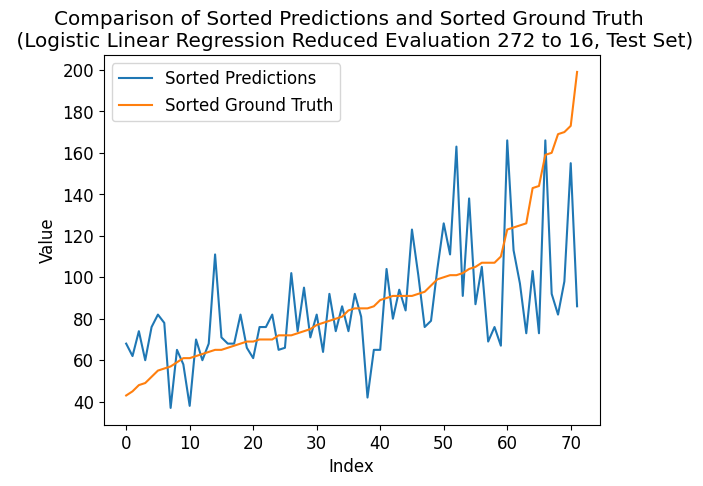 Comparison of Sorted Predictions and Sorted Ground Truth
(Logistic Linear Regression Reduced Evaluation 272 to 16, Test Set)
Sorted Predictions
Sorted Ground Truth
200
180
160
140
120
100
80
60
40
Value
0 10 20 30 40 50 60 70
Index